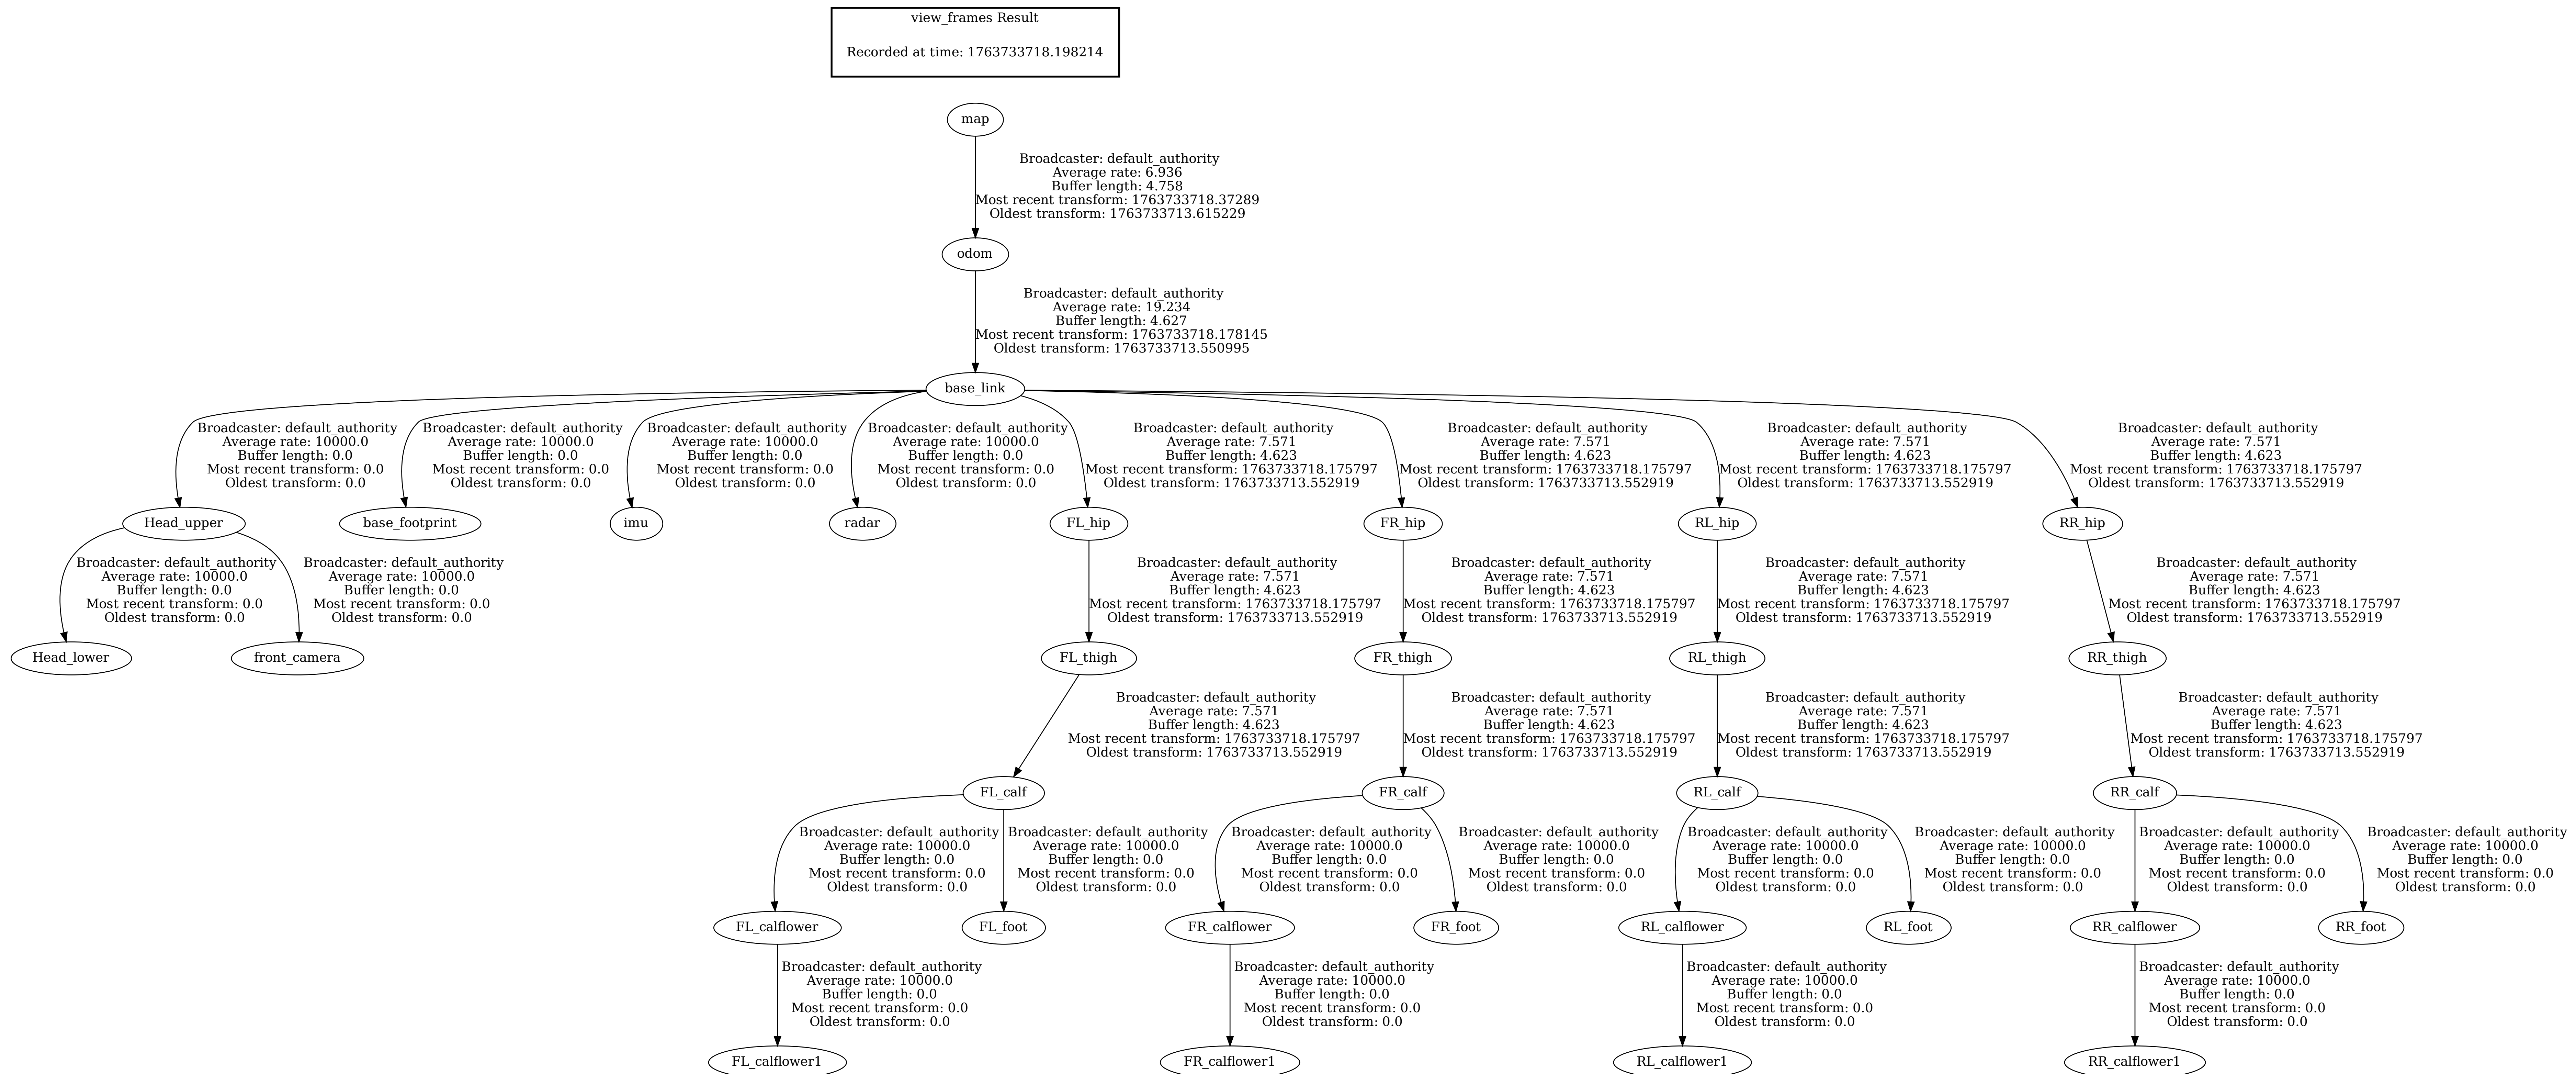 view_frames Result
Recorded at time: 1763733718.198214
map
Broadcaster: default_authority
Average rate: 6.936
Buffer length: 4.758
Most recent transform: 1763733718.37289
Oldest transform: 1763733713.615229
odom
Broadcaster: default_authority
Average rate: 19.234
Buffer length: 4.627
Most recent transform: 1763733718.178145
Oldest transform: 1763733713.550995
base_link
Broadcaster: default_authority
Average rate: 10000.0
Buffer length: 0.0
Most recent transform: 0.0
Oldest transform: 0.0
Broadcaster: default_authority
Average rate: 10000.0
Buffer length: 0.0
Most recent transform: 0.0
Oldest transform: 0.0
Broadcaster: default_authority
Average rate: 10000.0
Buffer length: 0.0
Most recent transform: 0.0
Oldest transform: 0.0
Broadcaster: default_authority
Average rate: 10000.0
Buffer length: 0.0
Most recent transform: 0.0
Oldest transform: 0.0
Broadcaster: default_authority
Average rate: 7.571
Buffer length: 4.623
Most recent transform: 1763733718.175797
Oldest transform: 1763733713.552919
Broadcaster: default_authority
Average rate: 7.571
Buffer length: 4.623
Most recent transform: 1763733718.175797
Oldest transform: 1763733713.552919
Broadcaster: default_authority
Average rate: 7.571
Buffer length: 4.623
Most recent transform: 1763733718.175797
Oldest transform: 1763733713.552919
Broadcaster: default_authority
Average rate: 7.571
Buffer length: 4.623
Most recent transform: 1763733718.175797
Oldest transform: 1763733713.552919
Head_upper
base_footprint
imu
radar
FL_hip
FR_hip
RL_hip
RR_hip
Broadcaster: default_authority
Average rate: 10000.0
Buffer length: 0.0
Most recent transform: 0.0
Oldest transform: 0.0
Broadcaster: default_authority
Average rate: 10000.0
Buffer length: 0.0
Most recent transform: 0.0
Oldest transform: 0.0
Broadcaster: default_authority
Average rate: 7.571
Buffer length: 4.623
Most recent transform: 1763733718.175797
Oldest transform: 1763733713.552919
Broadcaster: default_authority
Average rate: 7.571
Buffer length: 4.623
Most recent transform: 1763733718.175797
Oldest transform: 1763733713.552919
Broadcaster: default_authority
Average rate: 7.571
Buffer length: 4.623
Most recent transform: 1763733718.175797
Oldest transform: 1763733713.552919
Broadcaster: default_authority
Average rate: 7.571
Buffer length: 4.623
Most recent transform: 1763733718.175797
Oldest transform: 1763733713.552919
Head_lower
front_camera
FL_thigh
FR_thigh
RL_thigh
RR_thigh
Broadcaster: default_authority
Average rate: 7.571
Buffer length: 4.623
Most recent transform: 1763733718.175797
Oldest transform: 1763733713.552919
Broadcaster: default_authority
Average rate: 7.571
Buffer length: 4.623
Most recent transform: 1763733718.175797
Oldest transform: 1763733713.552919
Broadcaster: default_authority
Average rate: 7.571
Buffer length: 4.623
Most recent transform: 1763733718.175797
Oldest transform: 1763733713.552919
Broadcaster: default_authority
Average rate: 7.571
Buffer length: 4.623
Most recent transform: 1763733718.175797
Oldest transform: 1763733713.552919
FL_calf
FR_calf
RL_calf
RR_calf
Broadcaster: default_authority
Average rate: 10000.0
Buffer length: 0.0
Most recent transform: 0.0
Oldest transform: 0.0
Broadcaster: default_authority
Average rate: 10000.0
Buffer length: 0.0
Most recent transform: 0.0
Oldest transform: 0.0
Broadcaster: default_authority
Average rate: 10000.0
Buffer length: 0.0
Most recent transform: 0.0
Oldest transform: 0.0
Broadcaster: default_authority
Average rate: 10000.0
Buffer length: 0.0
Most recent transform: 0.0
Oldest transform: 0.0
Broadcaster: default_authority
Average rate: 10000.0
Buffer length: 0.0
Most recent transform: 0.0
Oldest transform: 0.0
Broadcaster: default_authority
Average rate: 10000.0
Buffer length: 0.0
Most recent transform: 0.0
Oldest transform: 0.0
Broadcaster: default_authority
Average rate: 10000.0
Buffer length: 0.0
Most recent transform: 0.0
Oldest transform: 0.0
Broadcaster: default_authority
Average rate: 10000.0
Buffer length: 0.0
Most recent transform: 0.0
Oldest transform: 0.0
FL_calflower
FL_foot
FR_calflower
FR_foot
RL_calflower
RL_foot
RR_calflower
RR_foot
Broadcaster: default_authority
Average rate: 10000.0
Buffer length: 0.0
Most recent transform: 0.0
Oldest transform: 0.0
Broadcaster: default_authority
Average rate: 10000.0
Buffer length: 0.0
Most recent transform: 0.0
Oldest transform: 0.0
Broadcaster: default_authority
Average rate: 10000.0
Buffer length: 0.0
Most recent transform: 0.0
Oldest transform: 0.0
Broadcaster: default_authority
Average rate: 10000.0
Buffer length: 0.0
Most recent transform: 0.0
Oldest transform: 0.0
FL_calflower1
FR_calflower1
RL_calflower1
RR_calflower1